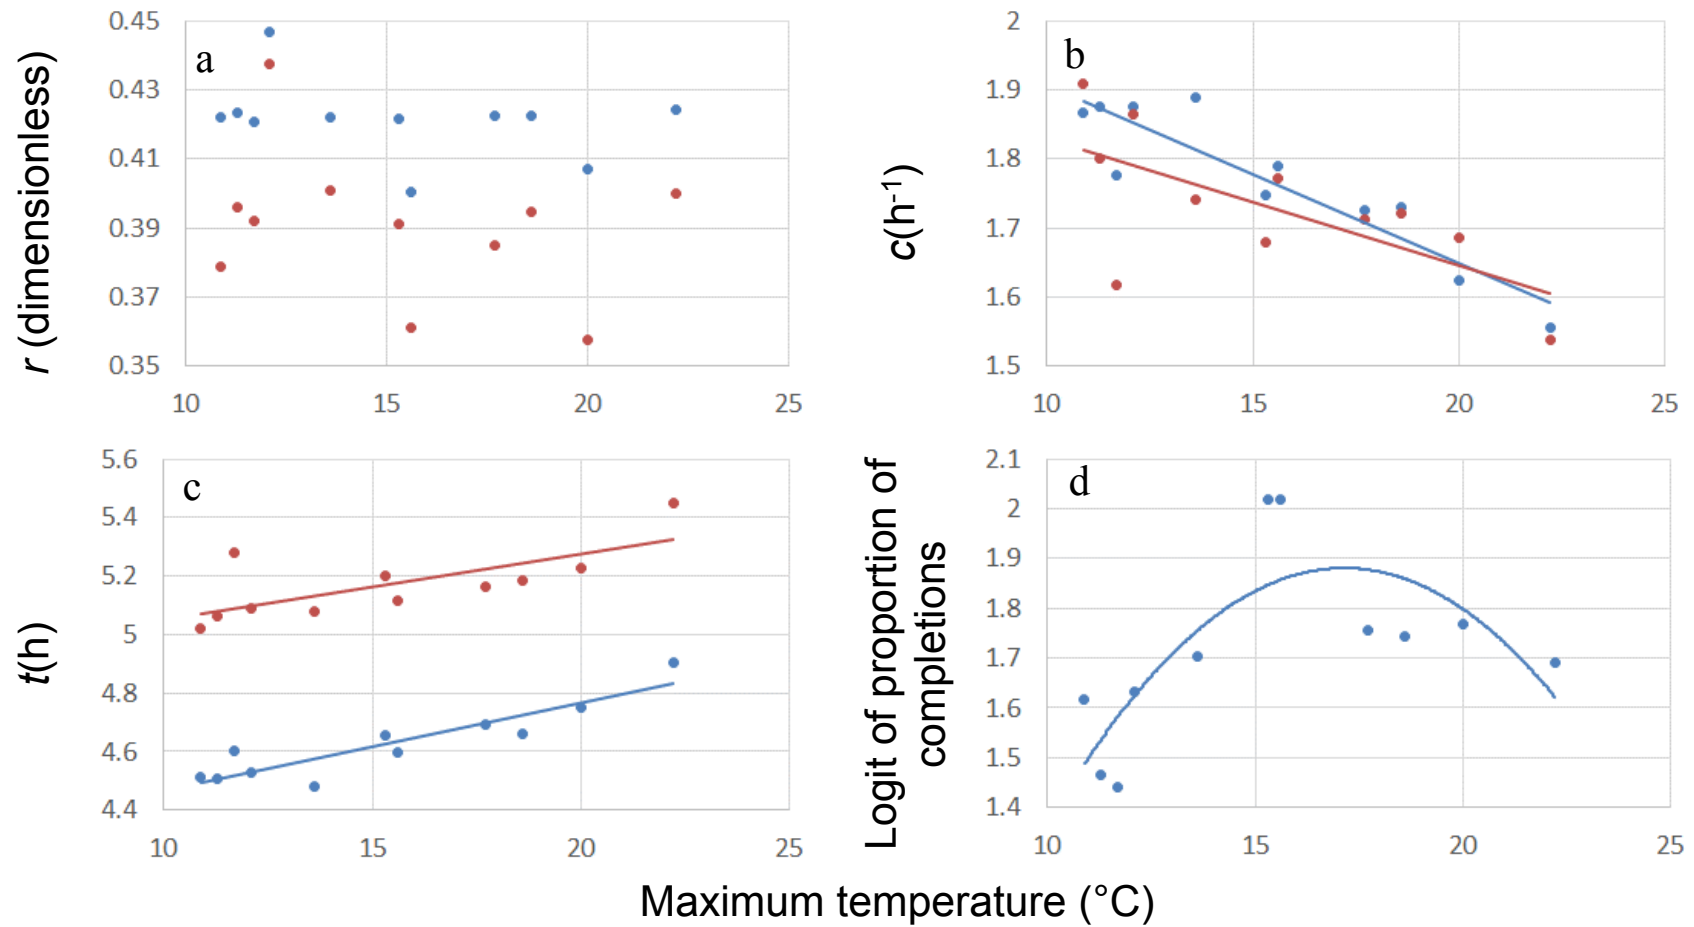 a
r (dimensionless)
0.45
0.43
0.41
0.39
0.37
0.35
10 15 20 25
b
c(h⁻¹)
2
1.9
1.8
1.7
1.6
1.5
10 15 20 25
c
t(h)
5.6
5.4
5.2
5
4.8
4.6
4.4
10 15 20 25
d
Logit of proportion of
completions
2.1
2
1.9
1.8
1.7
1.6
1.5
1.4
10 15 20 25
Maximum temperature (°C)